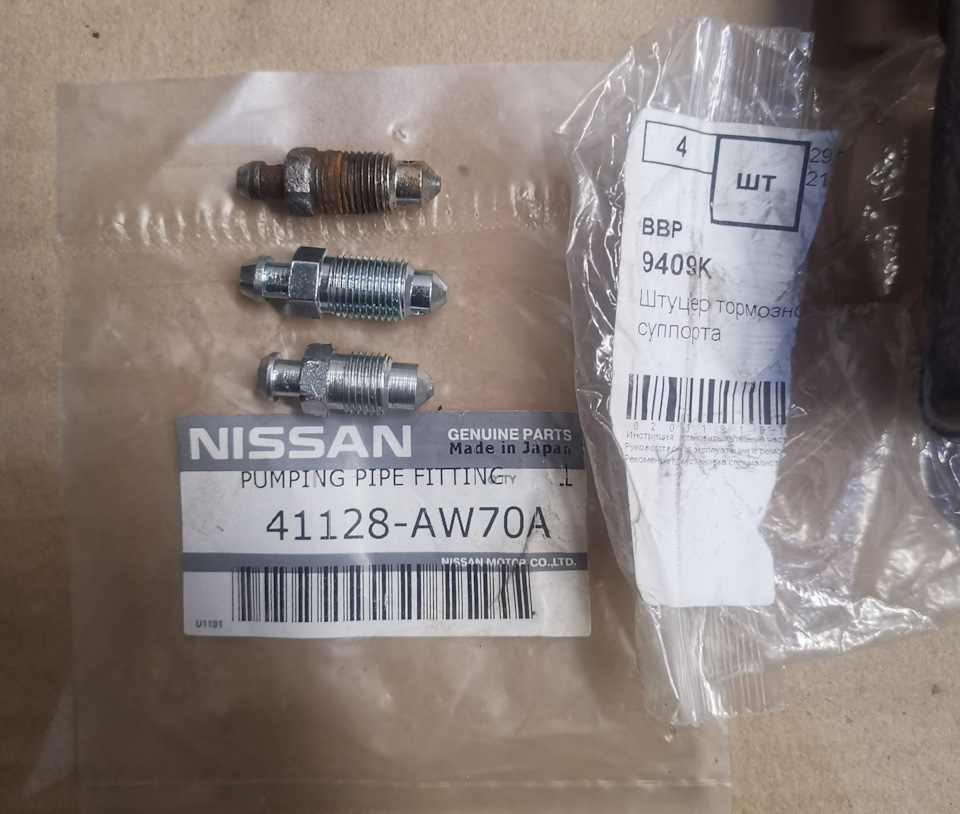 NISSAN
GENUINE PARTS
Made in Japan
PUMPING PIPE FITTING
41128-AW70A
NISSAN MOTOR CO.,LTD.
U1131
4
шт
BBP
9409K
Штуцер тормозно
суппорта